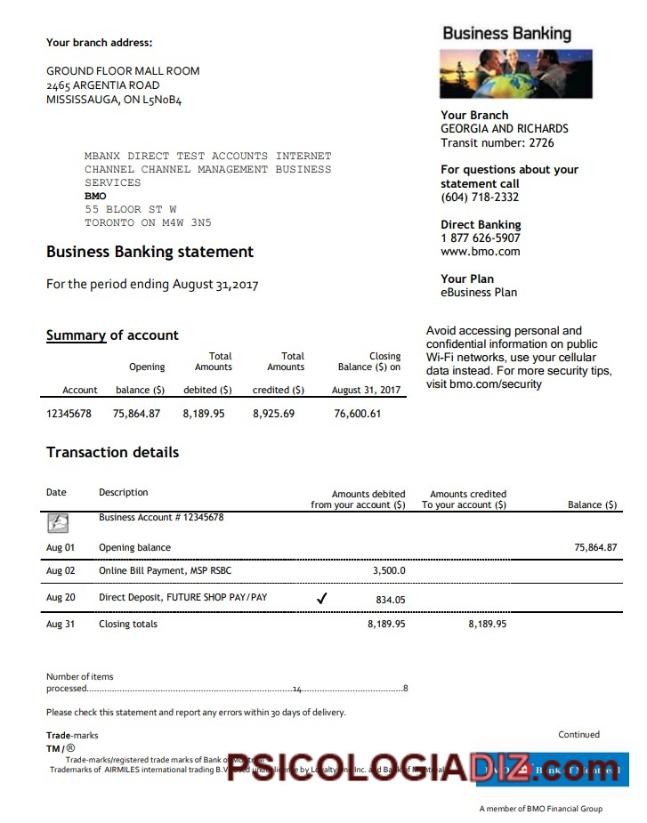 Business Banking
Your branch address:
GROUND FLOOR MALL ROOM
2465 ARGENTIA ROAD
MISSISSAUGA, ON L5N0B4
Your Branch
GEORGIA AND RICHARDS
Transit number: 2726
MBANX DIRECT TEST ACCOUNTS INTERNET
CHANNEL CHANNEL MANAGEMENT BUSINESS
SERVICES
BMO
55 BLOOR ST W
TORONTO ON M4W 3N5
For questions about your
statement call
(604) 718-2332
Direct Banking
1 877 626-5907
www.bmo.com
Business Banking statement
For the period ending August 31,2017
Your Plan
eBusiness Plan
Summary of account
Avoid accessing personal and
confidential information on public
Wi-Fi networks, use your cellular
data instead. For more security tips,
visit bmo.com/security
Total Total Closing
Opening Amounts Amounts Balance ($) on
Account balance ($) debited ($) credited ($) August 31, 2017
12345678 75,864.87 8,189.95 8,925.69 76,600.61
Transaction details
Date Description Amounts debited Amounts credited
from your account ($) To your account ($) Balance ($)
Business Account # 12345678
Aug 01 Opening balance 75,864.87
Aug 02 Online Bill Payment, MSP RSBC 3,500.0
Aug 20 Direct Deposit, FUTURE SHOP PAY/PAY ✓ 834.05
Aug 31 Closing totals 8,189.95 8,189.95
Number of items
processed..............................14..............................8
Please check this statement and report any errors within 30 days of delivery.
Trade-marks Continued
TM/®
Trade-marks/registered trade marks of Bank of
Trademarks of AIRMILES international trading B.V. by Loyalty Inc. and Bank of
PSICOLOGIADIZ.com
A member of BMO Financial Group